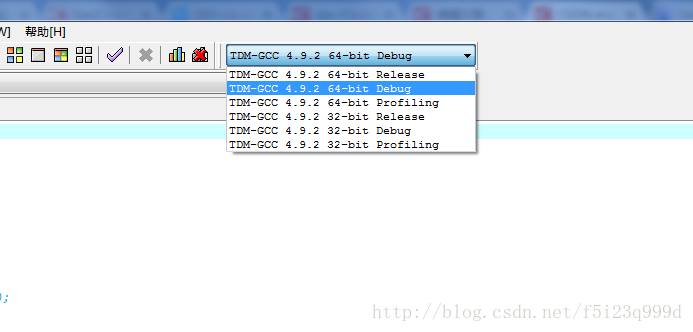 W] 帮助[H]
TDM-GCC 4.9.2 64-bit Debug
TDM-GCC 4.9.2 64-bit Release
TDM-GCC 4.9.2 64-bit Debug
TDM-GCC 4.9.2 64-bit Profiling
TDM-GCC 4.9.2 32-bit Release
TDM-GCC 4.9.2 32-bit Debug
TDM-GCC 4.9.2 32-bit Profiling
);
http://blog.csdn.net/f5i23q999d